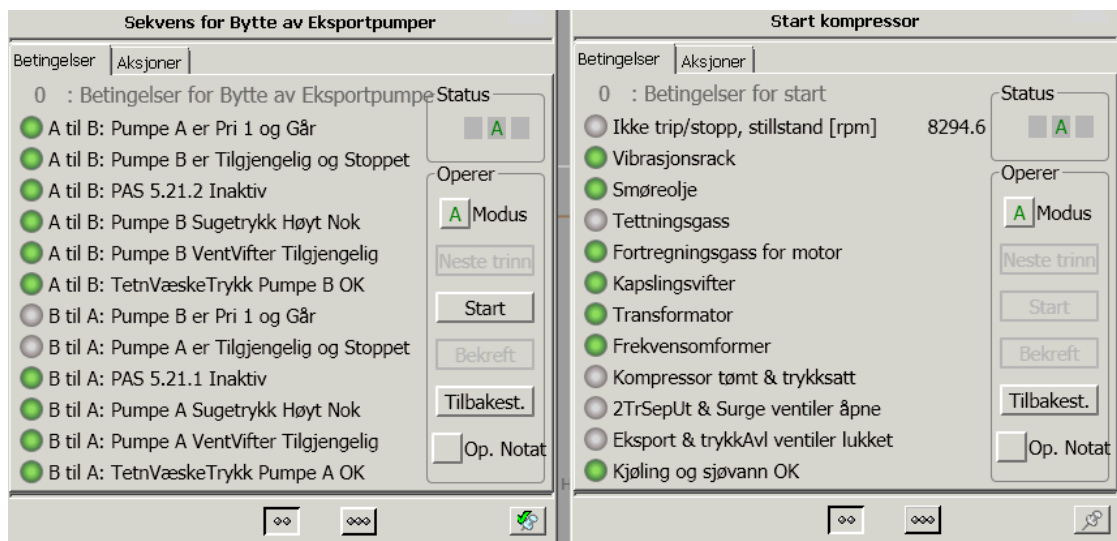 Sekvens for Bytte av Eksportpumper
Betingelser Aksjoner
0 : Betingelser for Bytte av Eksportpumpe
A til B: Pumpe A er Pri 1 og Går
A til B: Pumpe B er Tilgjengelig og Stoppet
A til B: PAS 5.21.2 Inaktiv
A til B: Pumpe B Sugetrykk Høyt Nok
A til B: Pumpe B VentVifter Tilgjengelig
A til B: TetnVæskeTrykk Pumpe B OK
B til A: Pumpe B er Pri 1 og Går
B til A: Pumpe A er Tilgjengelig og Stoppet
B til A: PAS 5.21.1 Inaktiv
B til A: Pumpe A Sugetrykk Høyt Nok
B til A: Pumpe A VentVifter Tilgjengelig
B til A: TetnVæskeTrykk Pumpe A OK
Status
A
Operer
A Modus
Neste trinn
Start
Bekreft
Tilbakest.
Op. Notat
Start kompressor
Betingelser Aksjoner
0 : Betingelser for start
Ikke trip/stopp, stillstand [rpm] 8294.6
Vibrasjonsrack
Smøreolje
Tettningsgass
Fortregningsgass for motor
Kapslingsvifter
Transformator
Frekvensomformer
Kompressor tømt & trykksatt
2TrSepUt & Surge ventiler åpne
Eksport & trykkAvl ventiler lukket
Kjøling og sjøvann OK
Status
A
Operer
A Modus
Neste trinn
Start
Bekreft
Tilbakest.
Op. Notat